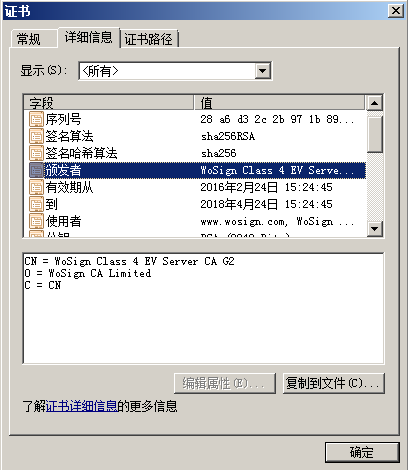 证书
常规 详细信息 证书路径
显示(S): <所有>
字段 值
序列号 28 a6 d3 2c 2b 97 1b 89...
签名算法 sha256RSA
签名哈希算法 sha256
颁发者 WoSign Class 4 EV Serve...
有效期从 2016年2月24日 15:24:45
到 2018年4月24日 15:24:45
使用者 www.wosign.com, WoSign ...
CN = WoSign Class 4 EV Server CA G2
O = WoSign CA Limited
C = CN
编辑属性(E)... 复制到文件(C)...
了解证书详细信息的更多信息
确定